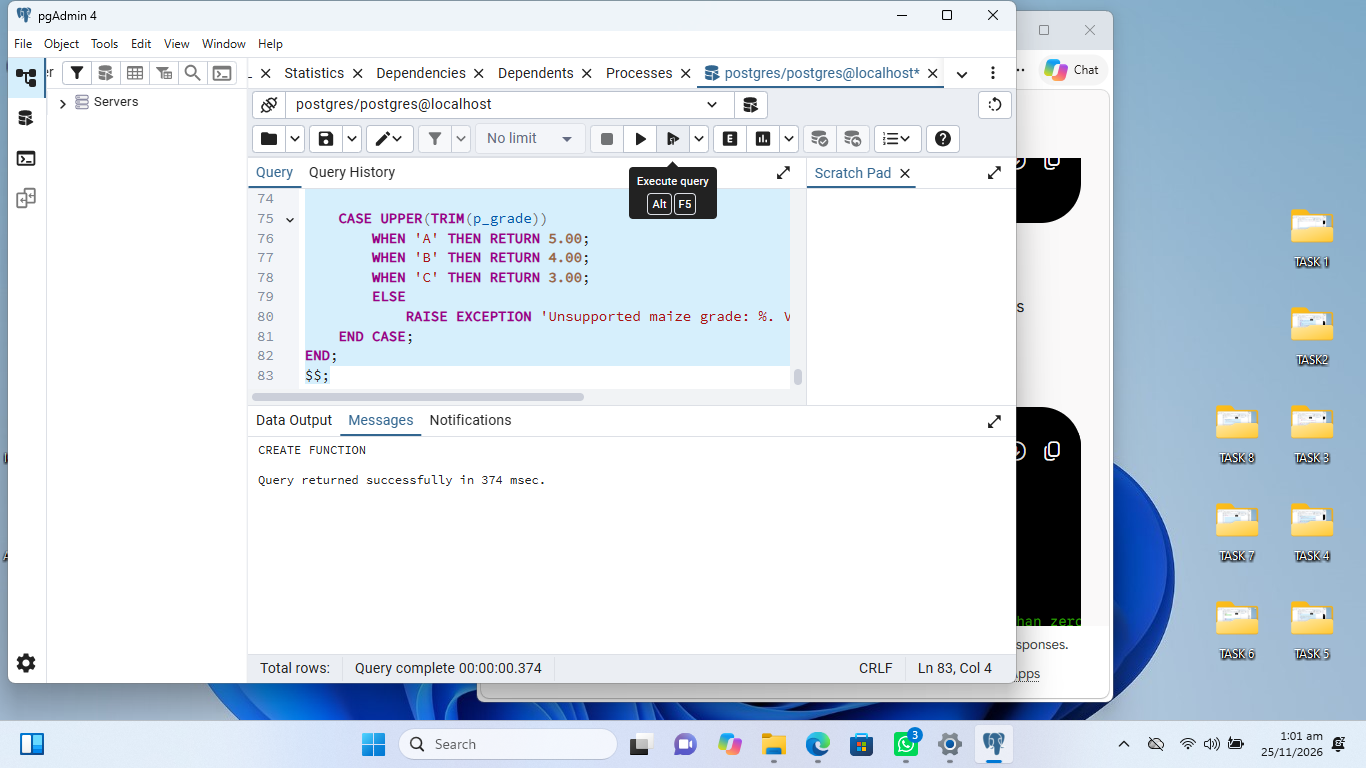 pgAdmin 4
File Object Tools Edit View Window Help
er
Statistics
Dependencies
Dependents
Processes
postgres/postgres@localhost*
Chat
Servers
postgres/postgres@localhost
No limit
E
Query
Query History
Execute query
Alt F5
Scratch Pad
74
75 CASE UPPER(TRIM(p_grade))
76 WHEN 'A' THEN RETURN 5.00;
77 WHEN 'B' THEN RETURN 4.00;
78 WHEN 'C' THEN RETURN 3.00;
79 ELSE
80 RAISE EXCEPTION 'Unsupported maize grade: %. V
81 END CASE;
82 END;
83 $$;
Data Output
Messages
Notifications
CREATE FUNCTION
Query returned successfully in 374 msec.
Total rows:
Query complete 00:00:00.374
CRLF
Ln 83, Col 4
s
han zero
sponses.
Apps
TASK 1
TASK2
TASK 8
TASK 3
TASK 7
TASK 4
TASK 6
TASK 5
Search
3
1:01 am
25/11/2026